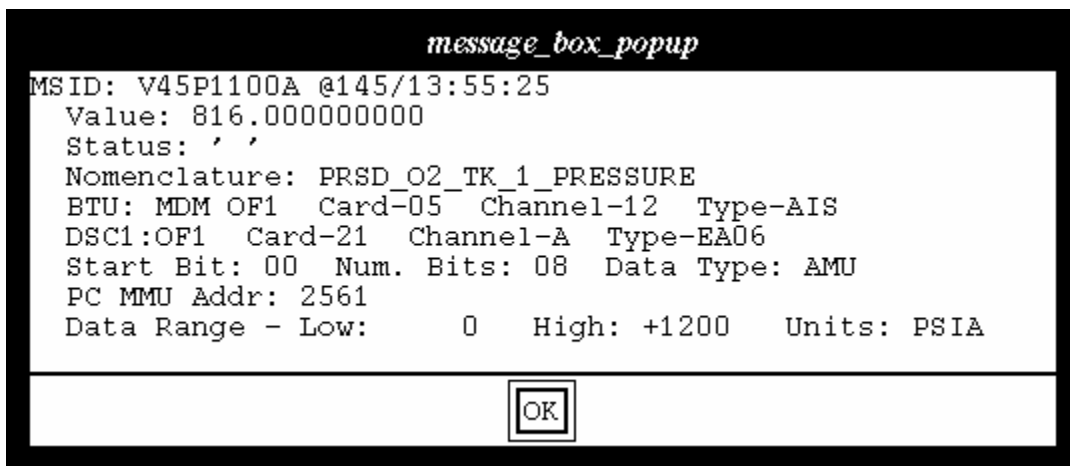 message_box_popup
MSID: V45P1100A @145/13:55:25
Value: 816.000000000
Status: ' '
Nomenclature: PRSD_O2_TK_1_PRESSURE
BTU: MDM OF1 Card-05 Channel-12 Type-AIS
DSC1:OF1 Card-21 Channel-A Type-EA06
Start Bit: 00 Num. Bits: 08 Data Type: AMU
PC MMU Addr: 2561
Data Range - Low: 0 High: +1200 Units: PSIA
OK